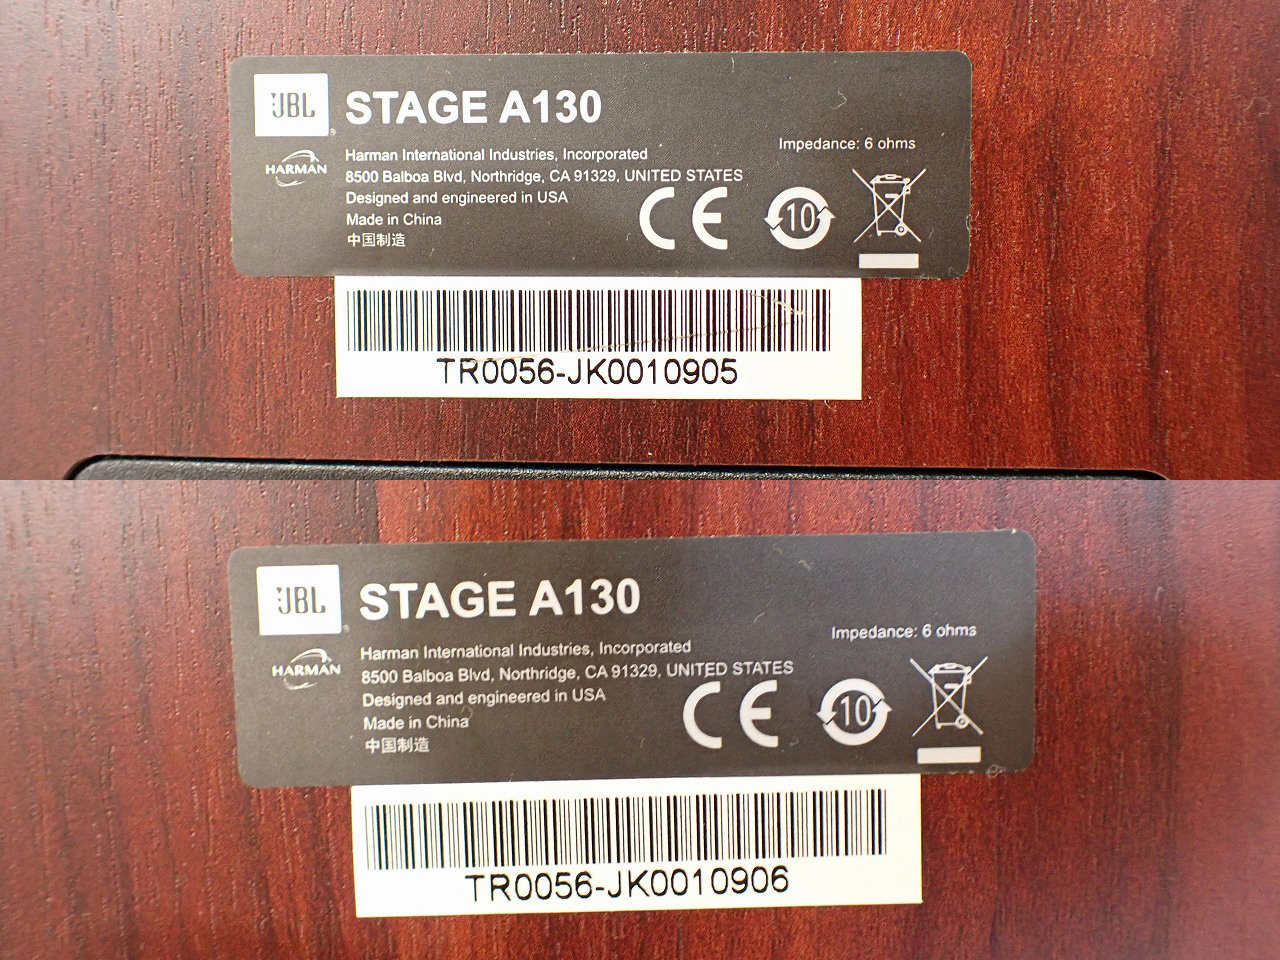 JBL
STAGE A130
HARMAN
Harman International Industries, Incorporated
8500 Balboa Blvd, Northridge, CA 91329, UNITED STATES
Designed and engineered in USA
Made in China
中国制造
Impedance: 6 ohms
CE
10
TR0056-JK0010905
JBL
STAGE A130
HARMAN
Harman International Industries, Incorporated
8500 Balboa Blvd, Northridge, CA 91329, UNITED STATES
Designed and engineered in USA
Made in China
中国制造
Impedance: 6 ohms
CE
10
TR0056-JK0010906